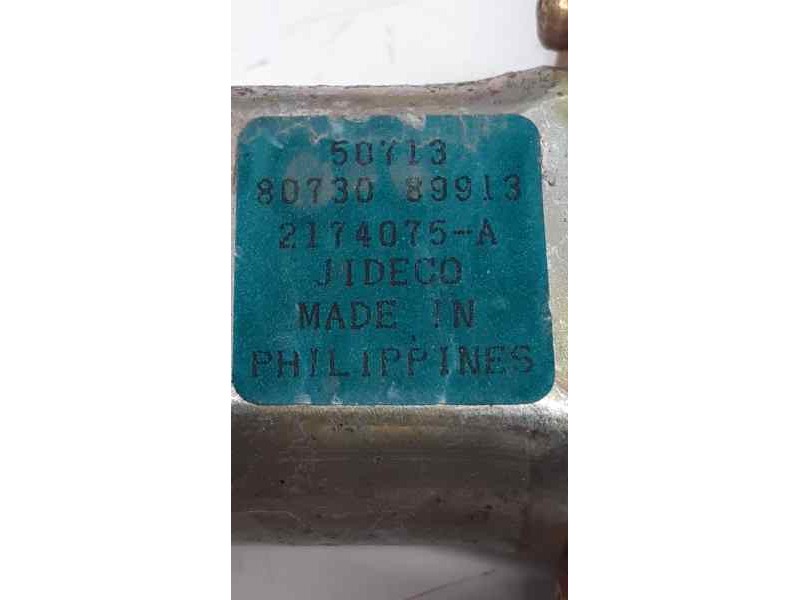 50713
80730 89913
2174075-A
JIDECO
MADE IN
PHILIPPINES